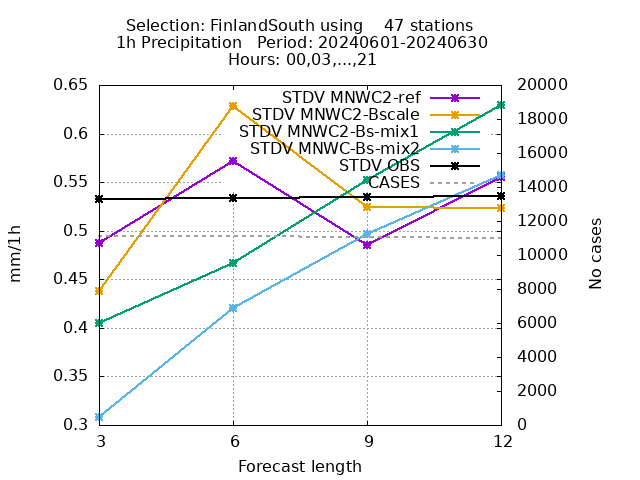 Selection: FinlandSouth using    47 stations
1h Precipitation   Period: 20240601-20240630
Hours: 00,03,...,21
0.65
0.6
0.55
0.5
0.45
0.4
0.35
0.3
mm/1h
STDV MNWC2-ref
STDV MNWC2-Bscale
STDV MNWC2-Bs-mix1
STDV MNWC-Bs-mix2
STDV OBS
CASES
20000
18000
16000
14000
12000
10000
8000
6000
4000
2000
0
No cases
3
6
9
12
Forecast length